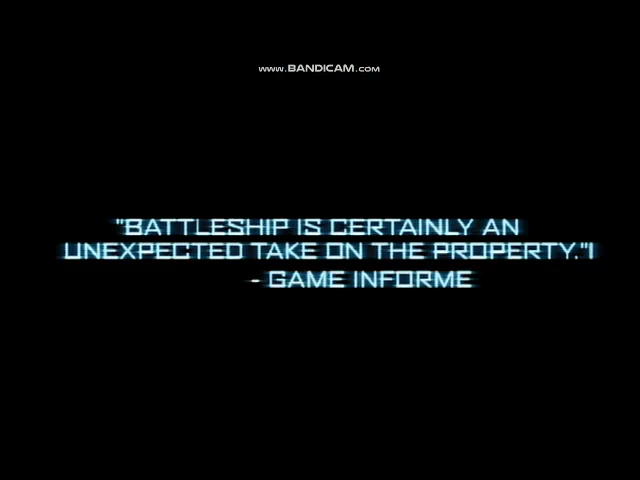 www.BANDICAM.com
"BATTLESHIP IS CERTAINLY AN
UNEXPECTED TAKE ON THE PROPERTY."I
- GAME INFORME